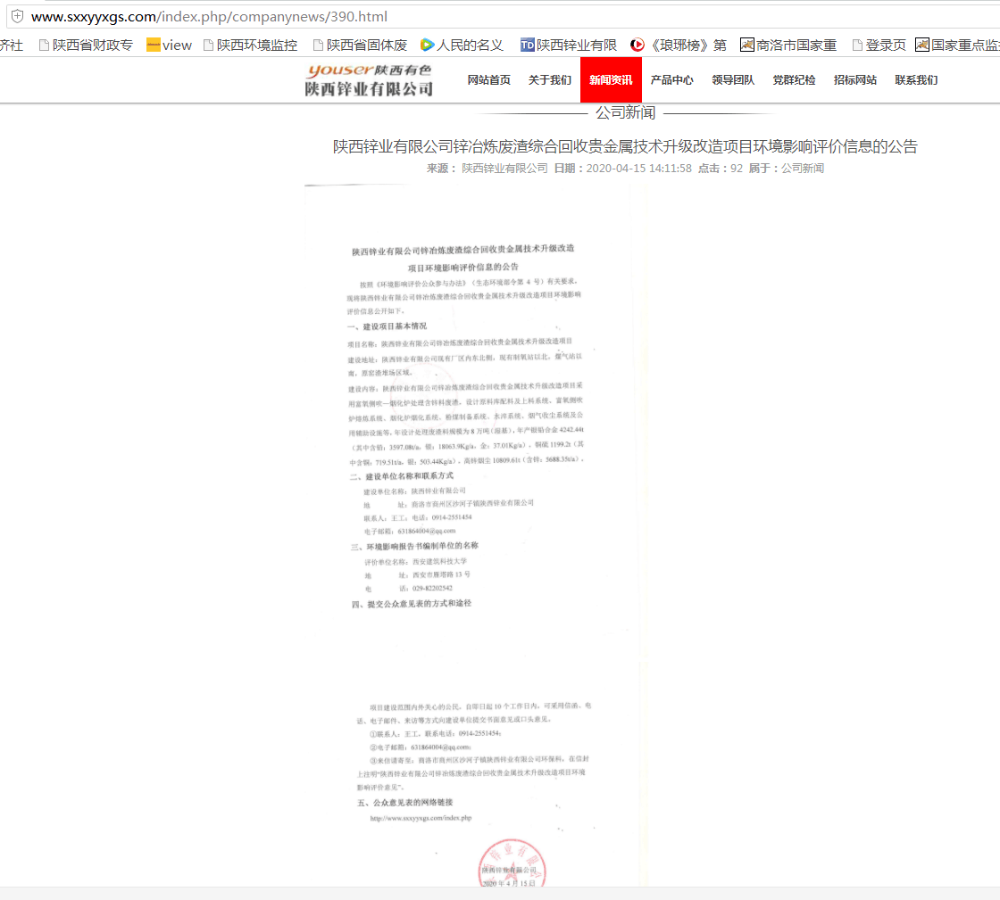 www.sxxyyxgs.com/index.php/companynews/390.html
齐社 陕西省财政专 view 陕西环境监控 陕西省固体废 人民的名义 TD 陕西锌业有限 《琅琊榜》第 商洛市国家重 登录页 国家重点监
youser陕西有色
陕西锌业有限公司
网站首页 关于我们 新闻资讯 产品中心 领导团队 党群纪检 招标网站 联系我们
公司新闻
陕西锌业有限公司锌冶炼废渣综合回收贵金属技术升级改造项目环境影响评价信息的公告
来源： 陕西锌业有限公司 日期：2020-04-15 14:11:58 点击：92 属于：公司新闻
陕西锌业有限公司锌冶炼废渣综合回收贵金属技术升级改造
项目环境影响评价信息的公告
按照《环境影响评价公众参与办法》（生态环境部令第 4 号）有关要求，
现将陕西锌业有限公司锌冶炼废渣综合回收贵金属技术升级改造项目环境影响
评价信息公开如下。
一、建设项目基本情况
项目名称：陕西锌业有限公司锌冶炼废渣综合回收贵金属技术升级改造项目
建设地址：陕西锌业有限公司现有厂区内东北侧，现有制氧站以北，煤气站以
南，原窑渣堆场区域。
建设内容：陕西锌业有限公司锌冶炼废渣综合回收贵金属技术升级改造项目采
用富氧侧吹—烟化炉处理含锌料废渣。设计原料库配料及上料系统、富氧侧吹
炉熔炼系统、烟化炉烟化系统、粉煤制备系统、水淬系统、烟气收尘系统及公
用辅助设施等，年设计处理废渣料规模为 8 万吨（湿基），年产粗铅合金 4242.44t
（其中含铅：3597.08t/a，银：18063.9Kg/a，金：37.01Kg/a）、铜锍 1199.2t（其
中含铜：719.51t/a，银：503.44Kg/a）、高锌烟尘 10809.61t（含锌：5688.35t/a）。
二、建设单位名称和联系方式
建设单位名称：陕西锌业有限公司
地 址：商洛市商州区沙河子镇陕西锌业有限公司
联系人：王工；电话：0914-2551454
电子邮箱：631864004@qq.com
三、环境影响报告书编制单位的名称
评价单位名称：西安建筑科技大学
地 址：西安市雁塔路 13 号
电 话：029-82202542
四、提交公众意见表的方式和途径
项目建设范围内外关心的公民，自即日起 10 个工作日内，可采用信函、电
话、电子邮件、来访等方式向建设单位提交书面意见或口头意见。
①联系人：王工，联系电话：0914-2551454；
②电子邮箱：631864004@qq.com；
③来信请寄至：商洛市商州区沙河子镇陕西锌业有限公司环保科，在信封
上注明“陕西锌业有限公司锌冶炼废渣综合回收贵金属技术升级改造项目环境
影响评价意见”。
五、公众意见表的网络链接
http://www.sxxyyxgs.com/index.php
陕西锌业有限公司
2020 年 4 月 15 日